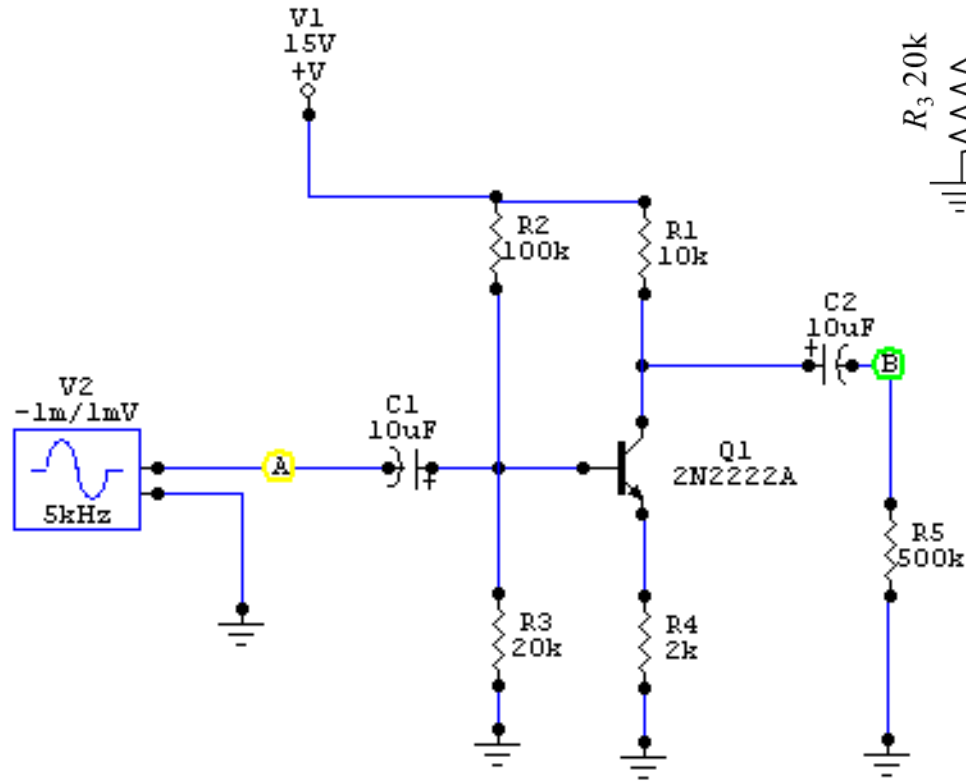 V1
15V
+V
R3 20k
R2
100k
R1
10k
C2
10uF
B
V2
-1m/1mV
C1
10uF
A
Q1
2N2222A
5kHz
R5
500k
R3
20k
R4
2k
+
+